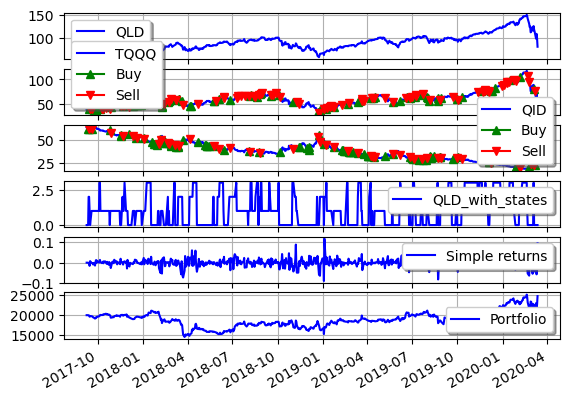 150
100
QLD
TQQQ
Buy
Sell
100
50
QID
Buy
Sell
50
25
2.5
0.0
QLD_with_states
0.1
0.0
−0.1
Simple returns
25000
20000
15000
Portfolio
2017-10
2018-01
2018-04
2018-07
2018-10
2019-01
2019-04
2019-07
2019-10
2020-01
2020-04